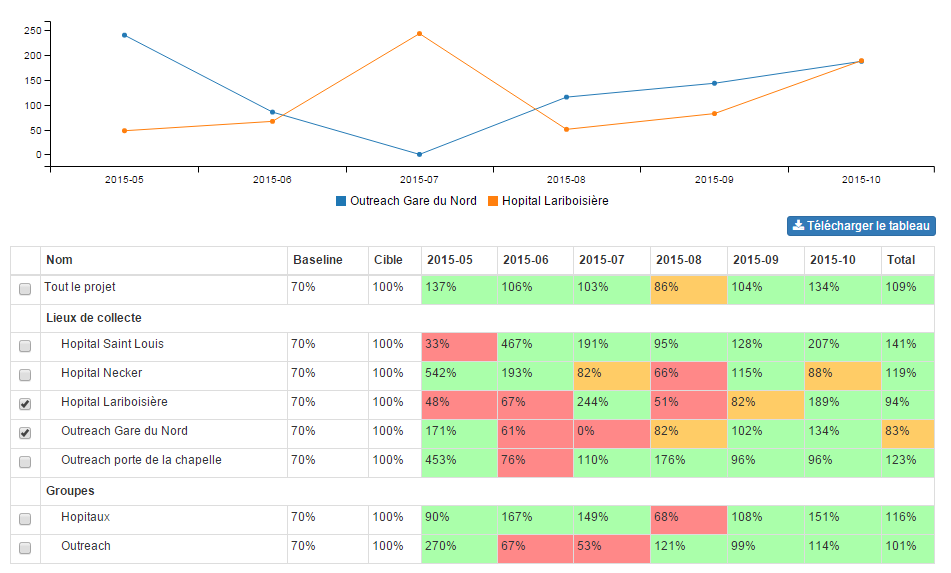 250
200
150
100
50
0
2015-05 2015-06 2015-07 2015-08 2015-09 2015-10
Outreach Gare du Nord Hopital Lariboisière
Télécharger le tableau
Nom Baseline Cible 2015-05 2015-06 2015-07 2015-08 2015-09 2015-10 Total
Tout le projet 70% 100% 137% 106% 103% 86% 104% 134% 109%
Lieux de collecte
Hopital Saint Louis 70% 100% 33% 467% 191% 95% 128% 207% 141%
Hopital Necker 70% 100% 542% 193% 82% 66% 115% 88% 119%
Hopital Lariboisière 70% 100% 48% 67% 244% 51% 82% 189% 94%
Outreach Gare du Nord 70% 100% 171% 61% 0% 82% 102% 134% 83%
Outreach porte de la chapelle 70% 100% 453% 76% 110% 176% 96% 96% 123%
Groupes
Hopitaux 70% 100% 90% 167% 149% 68% 108% 151% 116%
Outreach 70% 100% 270% 67% 53% 121% 99% 114% 101%